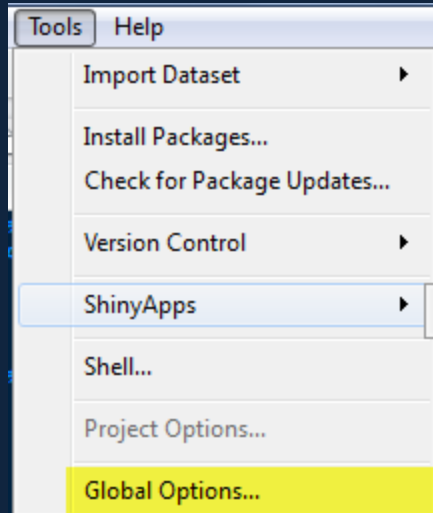 Tools Help
Import Dataset
Install Packages...
Check for Package Updates...
Version Control
ShinyApps
Shell...
Project Options...
Global Options...